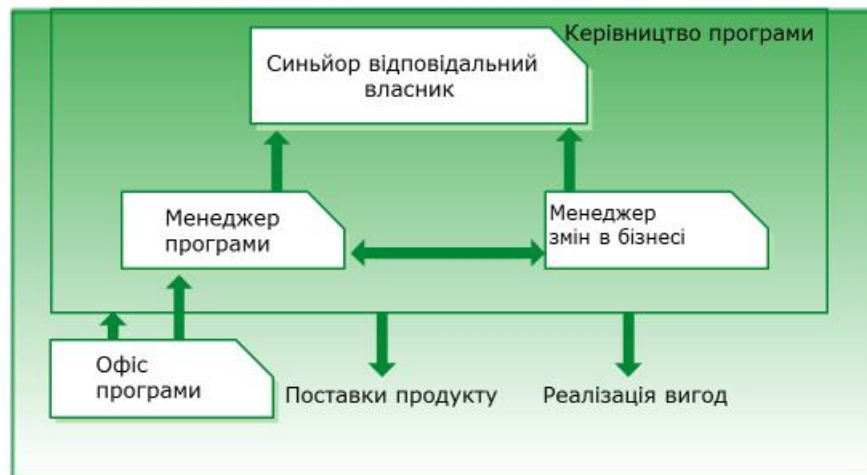 Керівництво програми
Синьйор відповідальний
власник
Менеджер
програми
Менеджер
змін в бізнесі
Офіс
програми
Поставки продукту
Реалізація вигод